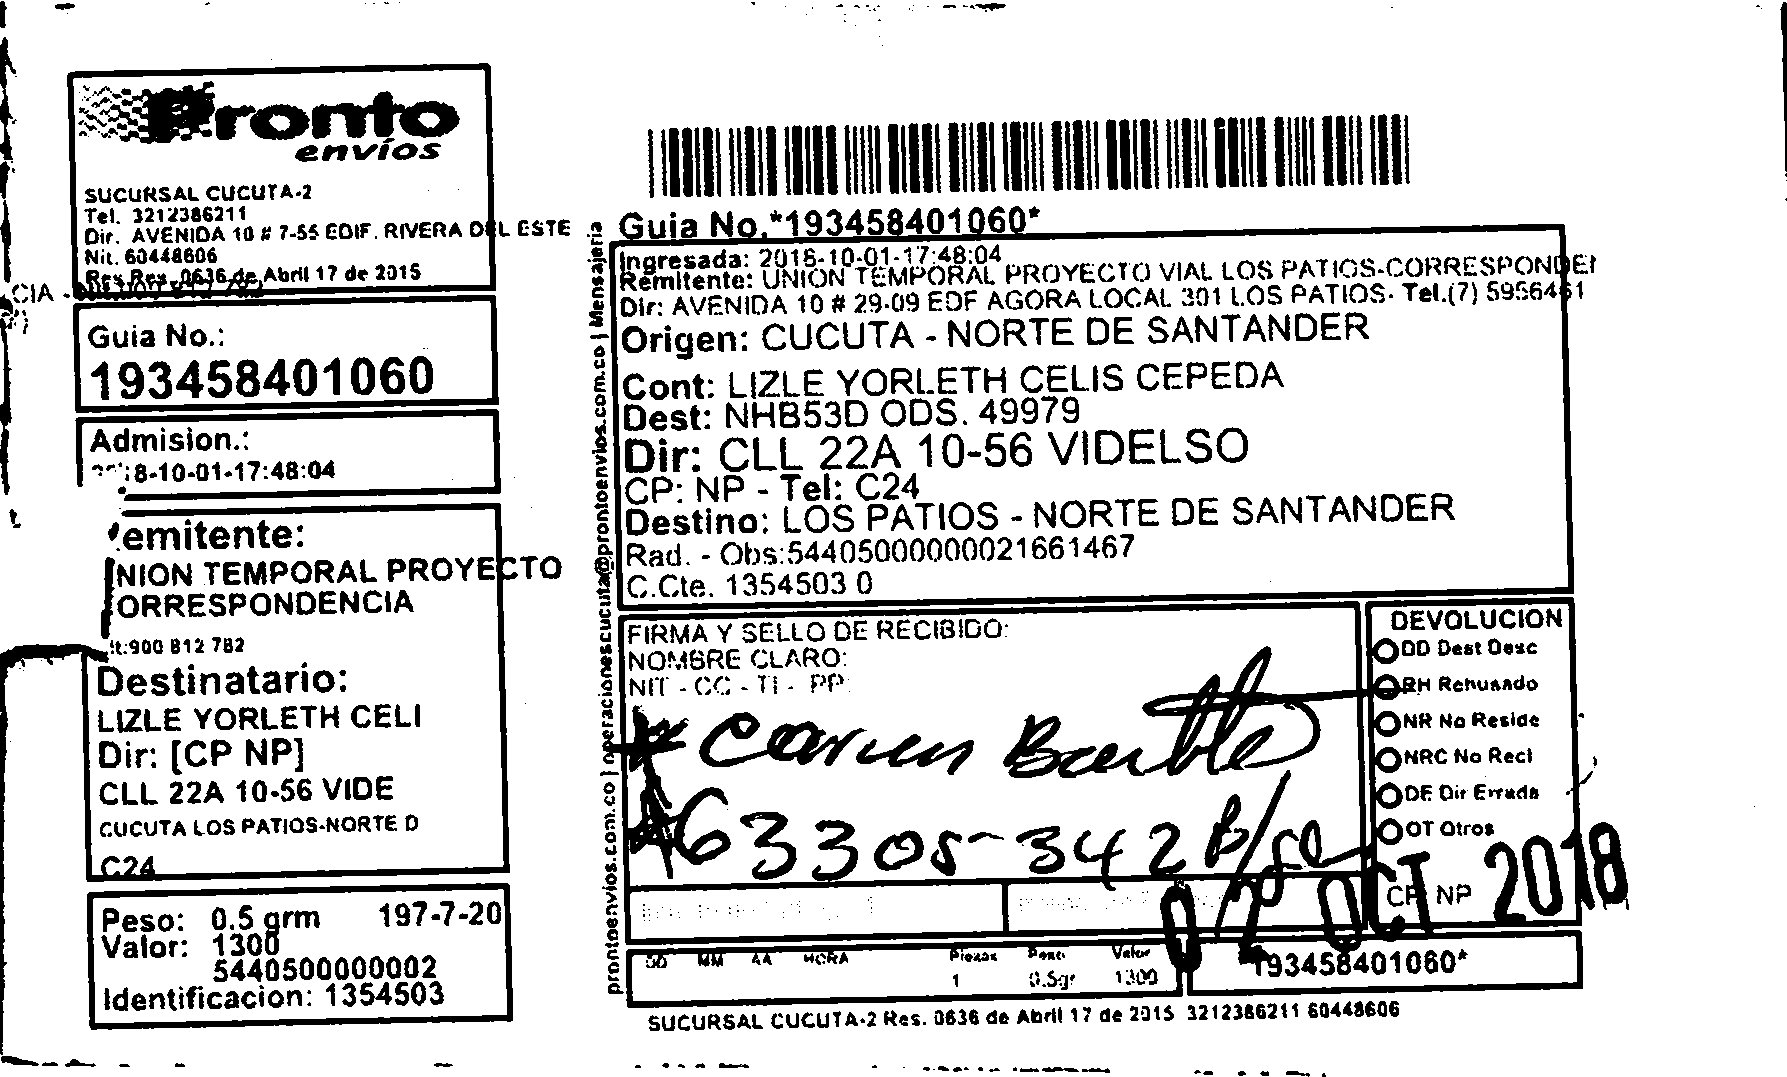 Pronto
envíos
SUCURSAL CUCUTA-2
Tel. 3212386211
Dir. AVENIDA 10 # 7-55 EDIF. RIVERA DEL ESTE
Nit. 60448606
Res Res. 0636 de Abril 17 de 2015
CIA -
Guia No.:
193458401060
Admision.:
8-10-01-17:48:04
emitente:
NION TEMPORAL PROYECTO
ORRESPONDENCIA
it:900 812 782
Destinatario:
LIZLE YORLETH CELI
Dir: [CP NP]
CLL 22A 10-56 VIDE
CUCUTA LOS PATIOS-NORTE D
C24
Peso: 0.5 grm 197-7-20
Valor: 1300
5440500000002
Identificacion: 1354503
prontoenvios.com.co | operacionescucuta@prontoenvios.com.co | Mensajeria
Guia No.*193458401060*
Ingresada: 2018-10-01-17:48:04
Remitente: UNION TEMPORAL PROYECTO VIAL LOS PATIOS-CORRESPONDEI
Dir: AVENIDA 10 # 29-09 EDF AGORA LOCAL 301 LOS PATIOS- Tel.(7) 5956461
Origen: CUCUTA - NORTE DE SANTANDER
Cont: LIZLE YORLETH CELIS CEPEDA
Dest: NHB53D ODS. 49979
Dir: CLL 22A 10-56 VIDELSO
CP: NP - Tel: C24
Destino: LOS PATIOS - NORTE DE SANTANDER
Rad. - Obs:54405000000021661467
C.Cte. 1354503 0
FIRMA Y SELLO DE RECIBIDO:
NOMBRE CLARO:
NIT - CC - TI - PP
63305-342 B/ga
DEVOLUCION
DD Dest Desc
RH Rehusado
NR No Reside
NRC No Recl
DE Dir Errada
OT Otros
CP NP
02 OCT 2018
DD MM AA HORA Piezas Peso Valor
1 0.5gr 1300
*193458401060*
SUCURSAL CUCUTA-2 Res. 0636 de Abril 17 de 2015 3212386211 60448606